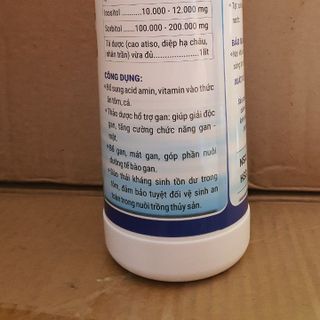 Inositol ............ 10.000 - 12.000 mg
Sorbitol ........ 100.000 - 200.000 mg
Tá dược (cao atiso, diệp hạ châu,
nhân trần) vừa đủ ................ 1lít
CÔNG DỤNG:
• Bổ sung acid amin, vitamin vào thức
ăn tôm, cá.
• Thảo dược hổ trợ gan: giúp giải độc
gan, tăng cường chức năng gan -
mật.
• Bổ gan, mát gan, góp phần nuôi
dưỡng tế bào gan.
• Đào thải kháng sinh tồn dư trong
tôm, đảm bảo tuyệt đối vệ sinh an
toàn trong nuôi trồng thủy sản.